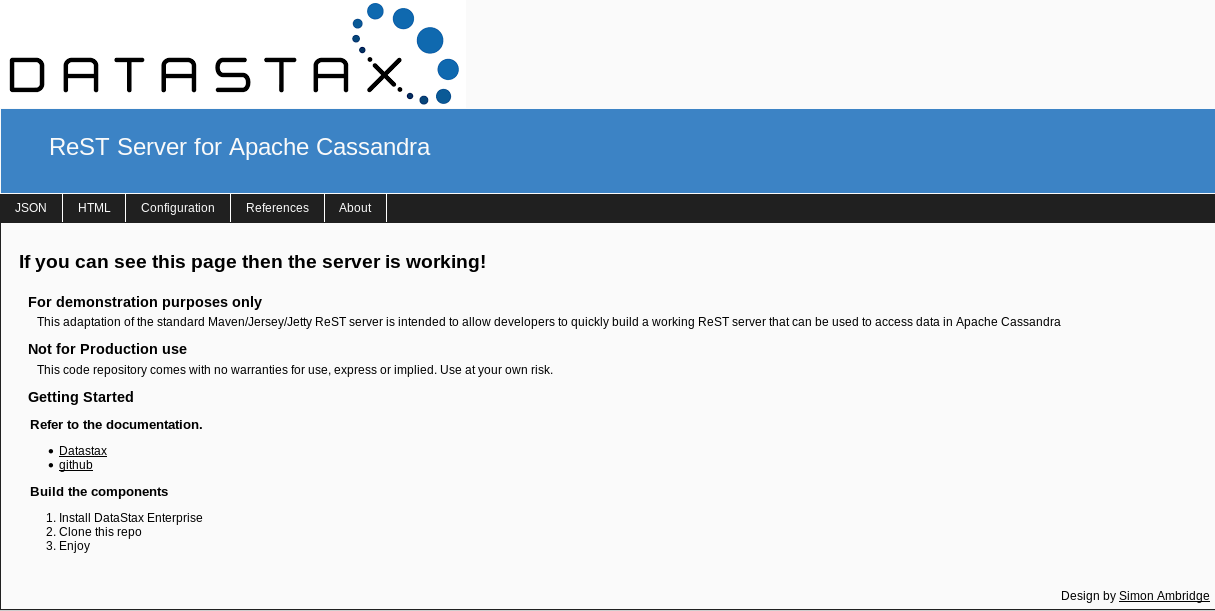 DATASTAX
ReST Server for Apache Cassandra
JSON HTML Configuration References About
If you can see this page then the server is working!
For demonstration purposes only
This adaptation of the standard Maven/Jersey/Jetty ReST server is intended to allow developers to quickly build a working ReST server that can be used to access data in Apache Cassandra
Not for Production use
This code repository comes with no warranties for use, express or implied. Use at your own risk.
Getting Started
Refer to the documentation.
• Datastax
• github
Build the components
1. Install DataStax Enterprise
2. Clone this repo
3. Enjoy
Design by Simon Ambridge